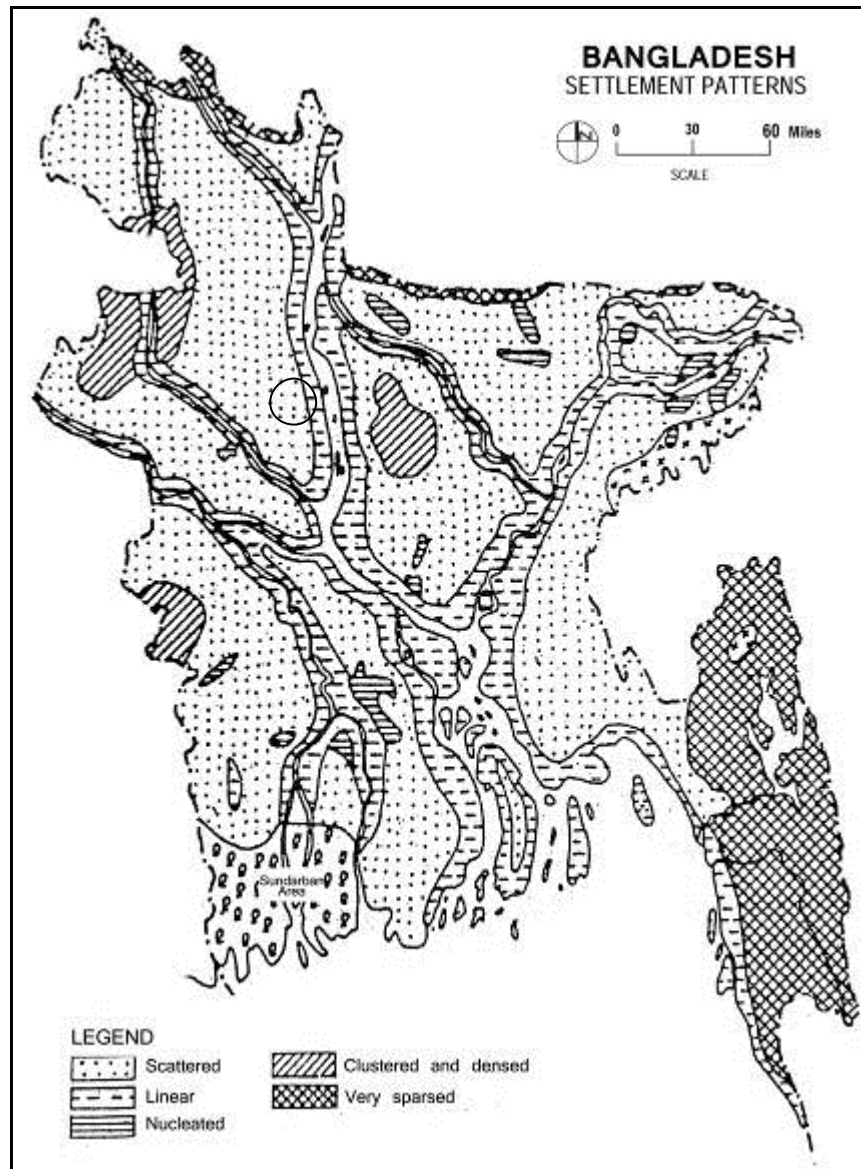 BANGLADESH
SETTLEMENT PATTERNS
N 0 30 60 Miles
SCALE
Sundarban
Area
LEGEND
Scattered
Linear
Nucleated
Clustered and densed
Very sparsed